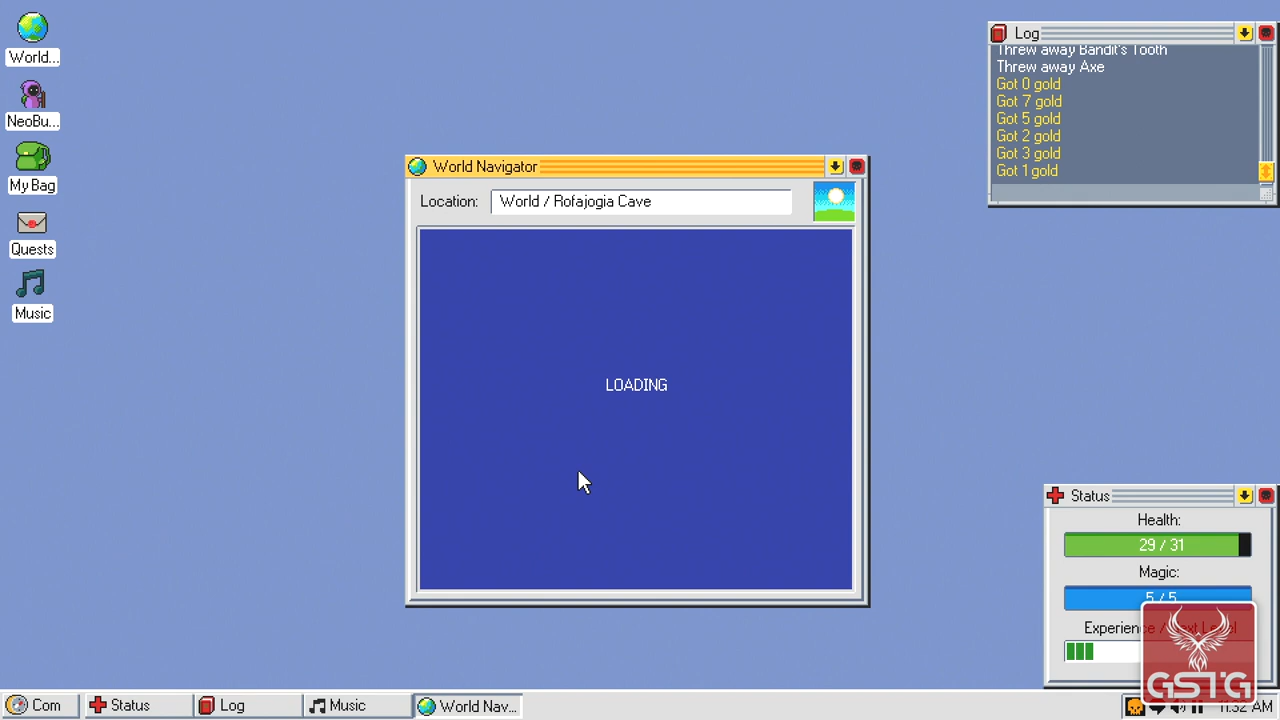 World...
NeoBu...
My Bag
Quests
Music
Log
Threw away Bandit's Tooth
Threw away Axe
Got 0 gold
Got 7 gold
Got 5 gold
Got 2 gold
Got 3 gold
Got 1 gold
World Navigator
Location: World / Rofajogia Cave
LOADING
Status
Health:
29 / 31
Magic:
5 / 5
Experience / Next Level
GSTG
Com
Status
Log
Music
World Nav...
11:32 AM